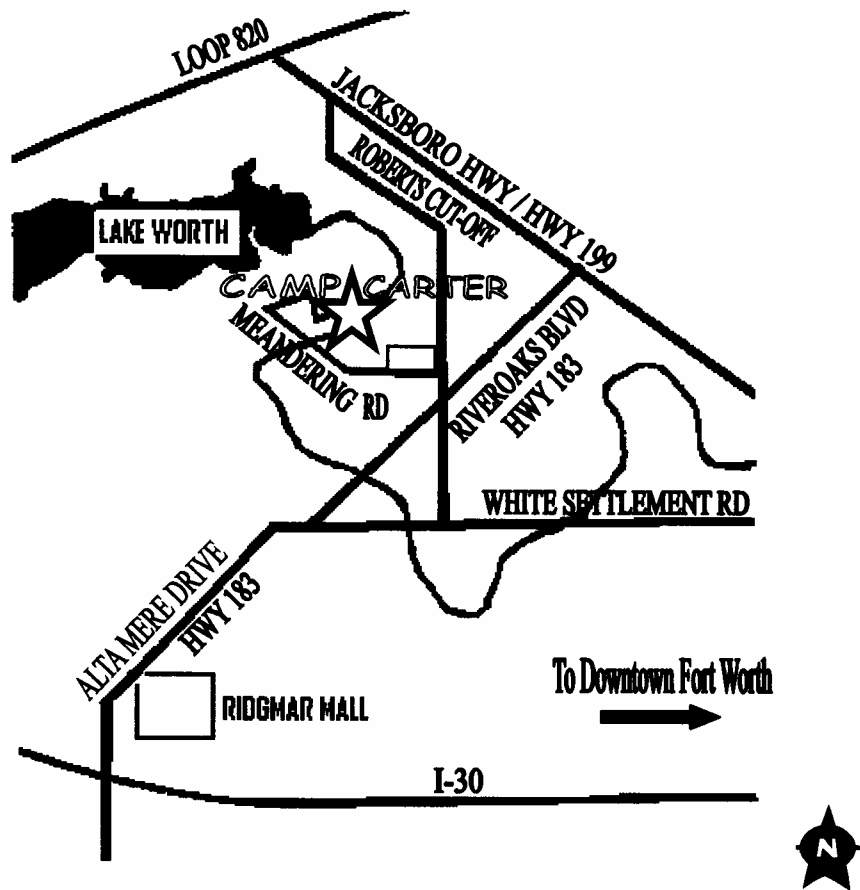 LOOP 820
JACKSBORO HWY / HWY 199
ROBERTS CUT-OFF
LAKE WORTH
CAMP CARTER
MEANDERING RD
RIVEROAKS BLVD
HWY 183
WHITE SETTLEMENT RD
ALTA MERE DRIVE
HWY 183
To Downtown Fort Worth
RIDGMAR MALL
I-30
N